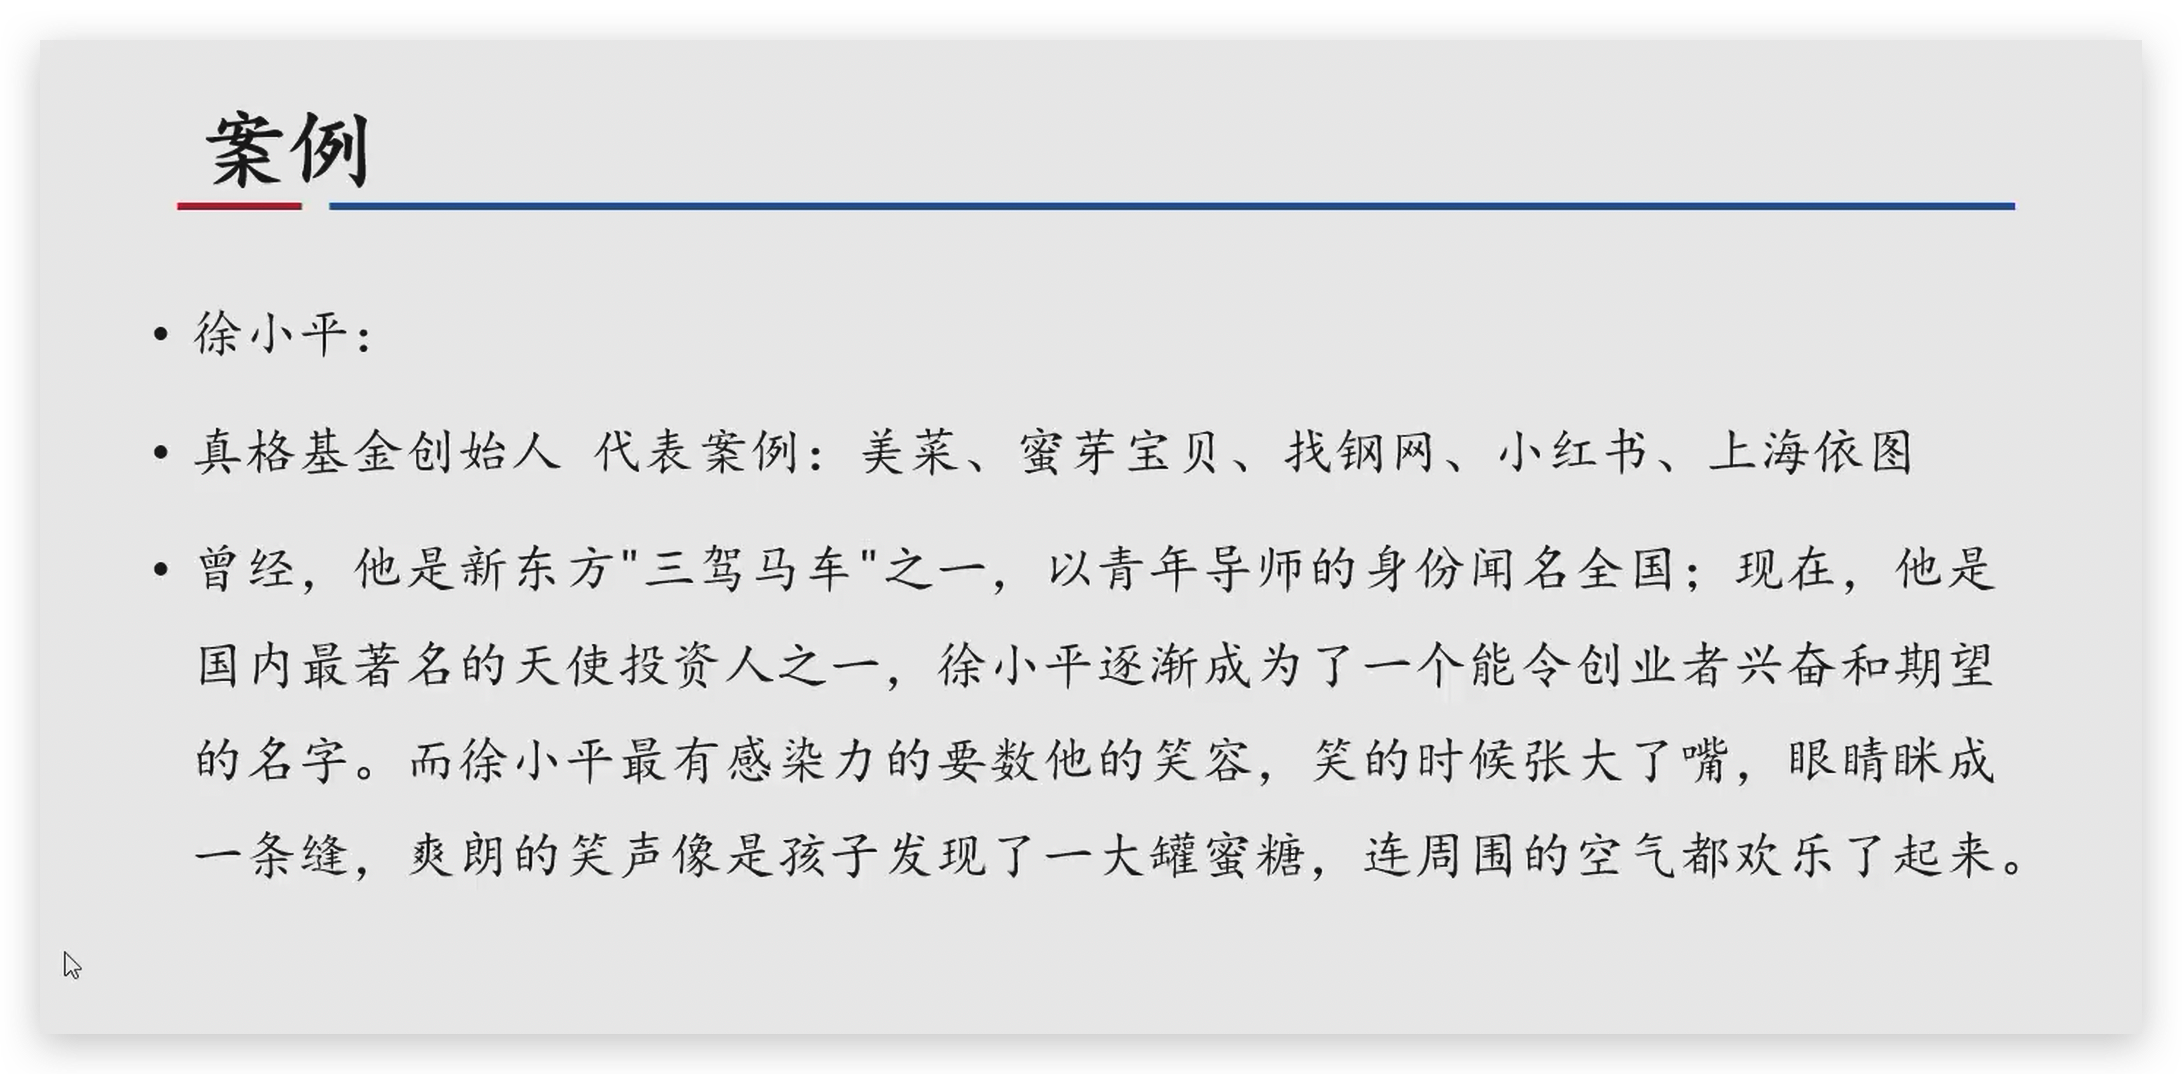 案例
• 徐小平：
• 真格基金创始人 代表案例：美菜、蜜芽宝贝、找钢网、小红书、上海依图
• 曾经，他是新东方"三驾马车"之一，以青年导师的身份闻名全国；现在，他是
国内最著名的天使投资人之一，徐小平逐渐成为了一个能令创业者兴奋和期望
的名字。而徐小平最有感染力的要数他的笑容，笑的时候张大了嘴，眼睛眯成
一条缝，爽朗的笑声像是孩子发现了一大罐蜜糖，连周围的空气都欢乐了起来。